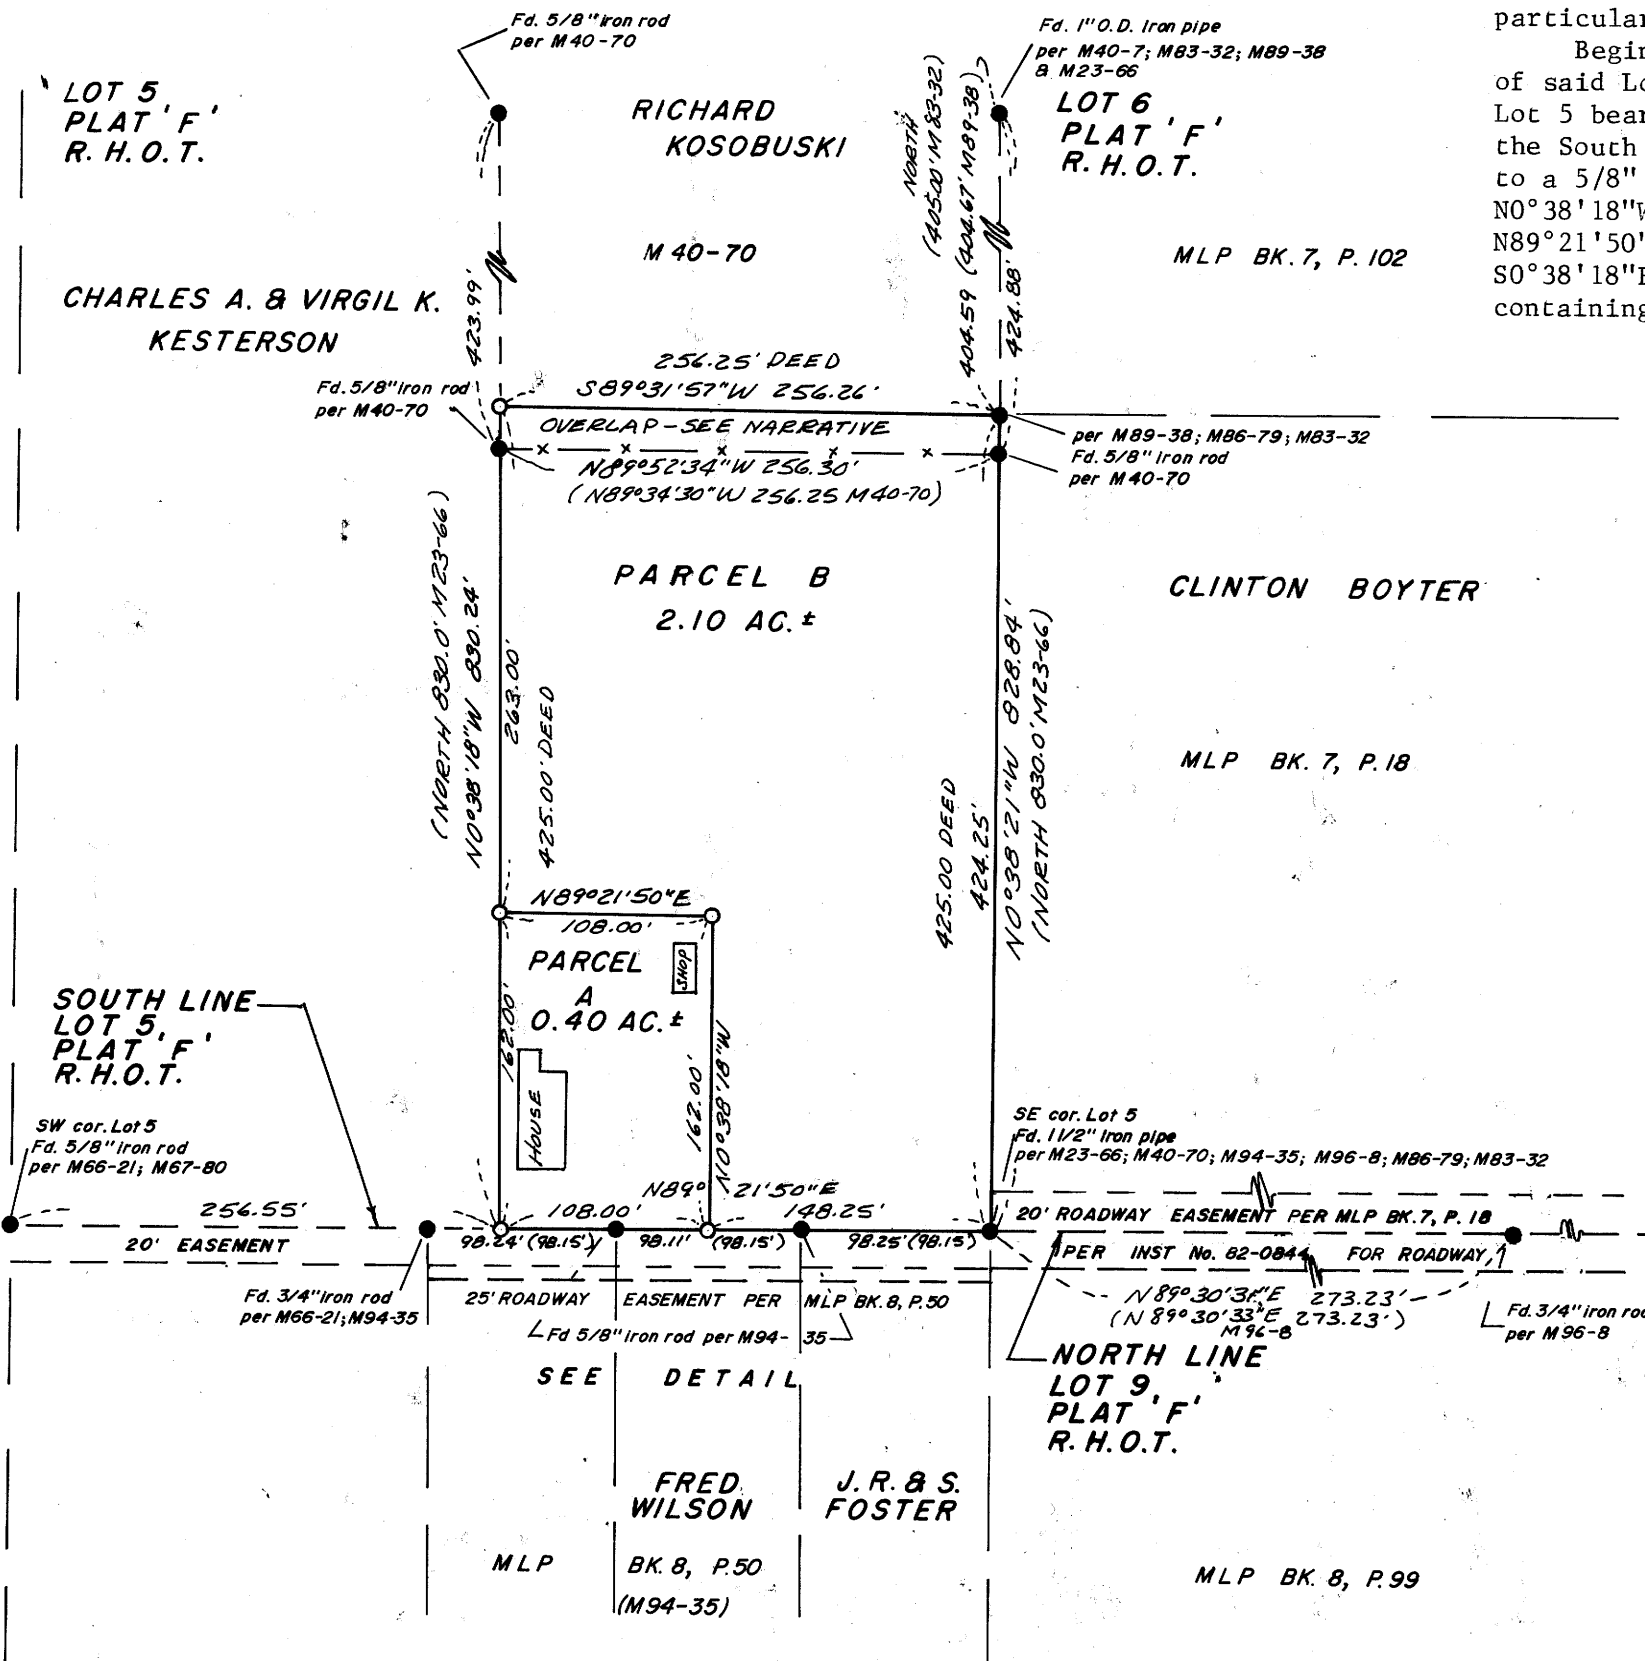 Fd. 5/8" iron rod
per M40-70
Fd. 1" O.D. Iron pipe
per M40-7; M83-32; M89-38
& M23-66
particular
Begin
of said Lo
Lot 5 bear
the South
to a 5/8"
N0°38'18"W
N89°21'50"
S0°38'18"E
containing
LOT 5
PLAT 'F'
R. H. O. T.
RICHARD
KOSOBUSKI
M 40-70
NORTH
(405.00' M83-32)
(404.67' M89-38)
404.59
424.88'
LOT 6
PLAT 'F'
R. H. O. T.
MLP BK. 7, P. 102
CHARLES A. & VIRGIL K.
KESTERSON
423.99'
256.25' DEED
S89°31'57"W 256.26'
Fd. 5/8" iron rod
per M40-70
OVERLAP - SEE NARRATIVE
N89°52'34"W 256.30'
(N89°34'30"W 256.25 M40-70)
per M89-38; M86-79; M83-32
Fd. 5/8" iron rod
per M40-70
(NORTH 830.0' M23-66)
N0°38'18"W 830.24'
263.00'
425.00' DEED
PARCEL B
2.10 AC.±
CLINTON BOYTER
MLP BK. 7, P. 18
425.00 DEED
424.25'
N0°38'21"W 828.84'
(NORTH 830.0' M23-66)
N89°21'50"E
108.00'
PARCEL
A
0.40 AC.±
SHOP
HOUSE
162.00'
162.00'
N0°38'18"W
SOUTH LINE
LOT 5,
PLAT 'F'
R. H. O. T.
SW cor. Lot 5
Fd. 5/8" iron rod
per M66-21; M67-80
SE cor. Lot 5
Fd. 1 1/2" iron pipe
per M23-66; M40-70; M94-35; M96-8; M86-79; M83-32
256.55'
20' EASEMENT
N89° 21'50"E
108.00' 148.25'
98.24' (98.15') 98.11' (98.15') 98.25' (98.15)
20' ROADWAY EASEMENT PER MLP BK. 7, P. 18
PER INST No. 82-0844 FOR ROADWAY,
Fd. 3/4" iron rod
per M66-21; M94-35
25' ROADWAY EASEMENT PER MLP BK. 8, P. 50
Fd 5/8" iron rod per M94-35
N89°30'31"E 273.23'
(N89°30'33"E 273.23')
M96-8
Fd. 3/4" iron rod
per M96-8
SEE DETAIL
NORTH LINE
LOT 9,
PLAT 'F'
R. H. O. T.
FRED
WILSON
J. R. & S.
FOSTER
MLP BK. 8, P. 50
(M94-35)
MLP BK. 8, P. 99